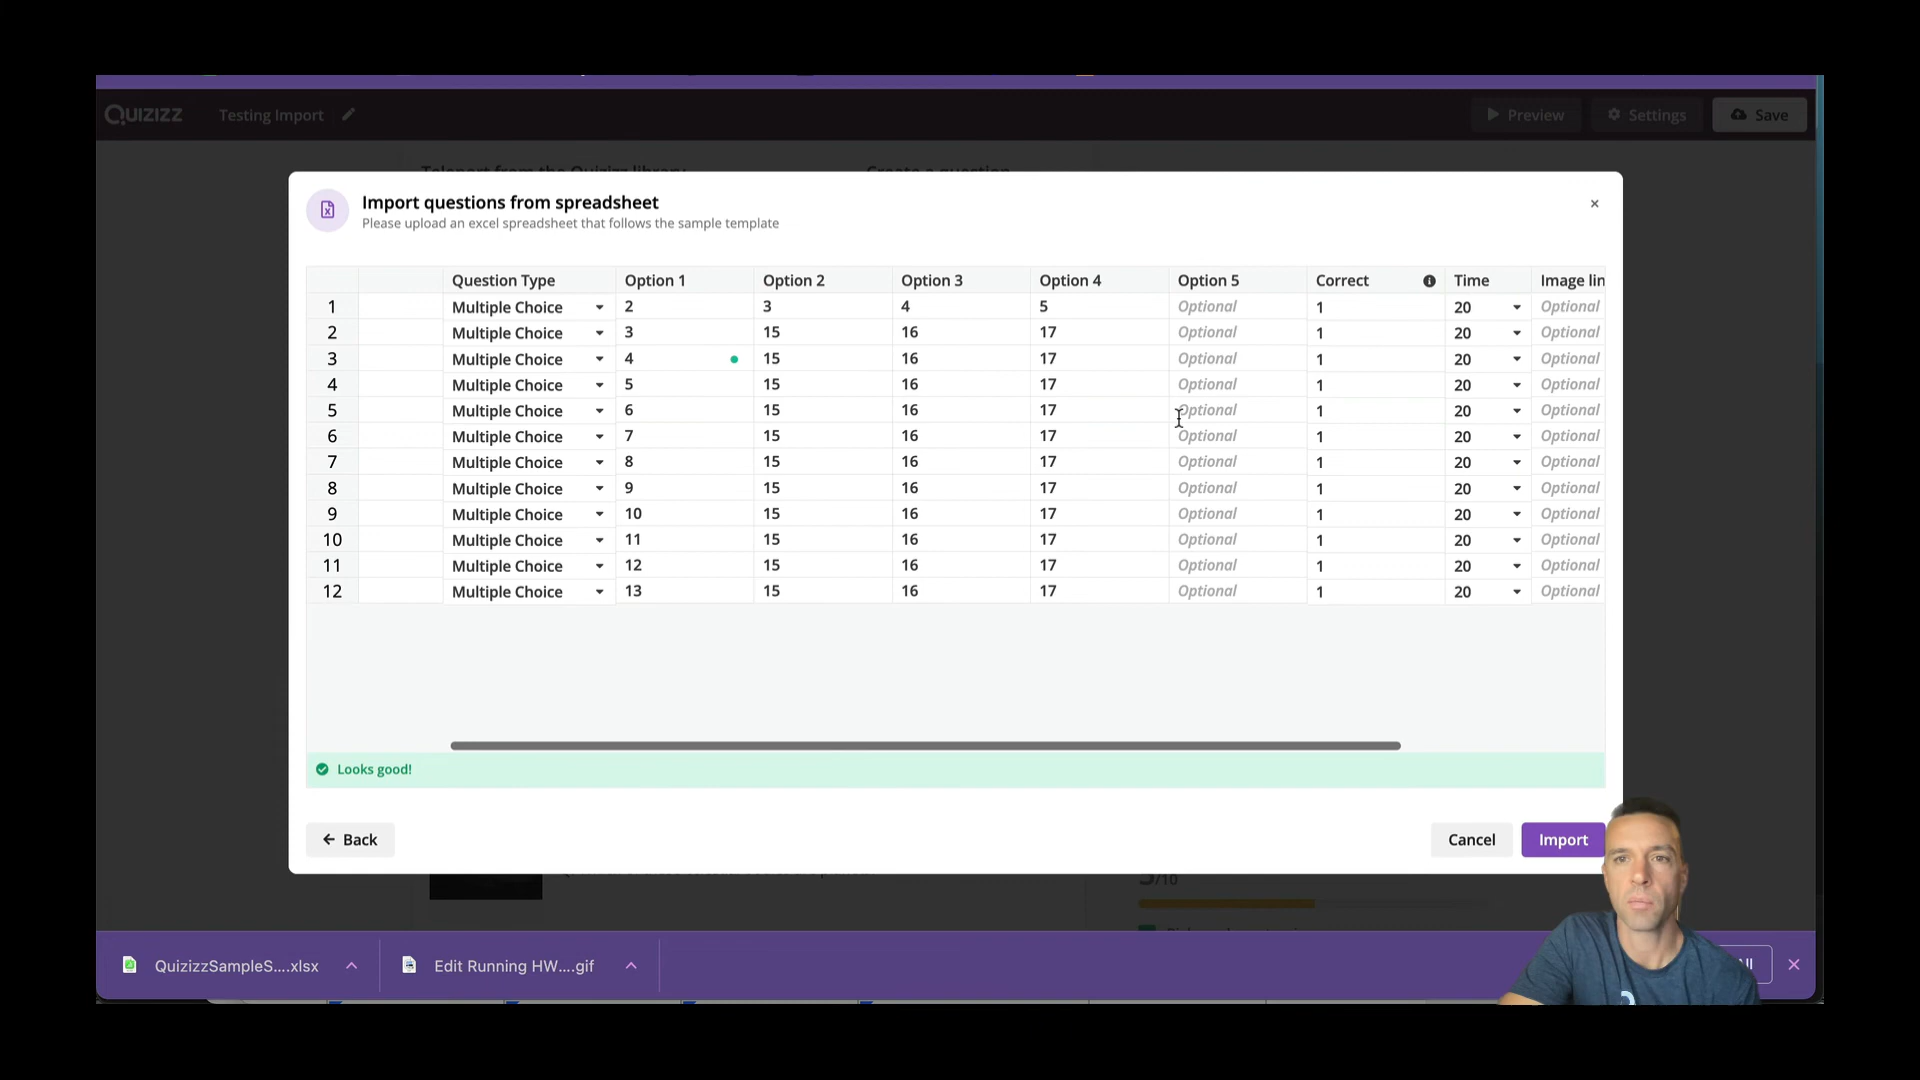 Quizizz Testing Import Preview Settings Save
Teleport from the Quizizz library Create a question
Import questions from spreadsheet
Please upload an excel spreadsheet that follows the sample template
×
Question Type Option 1 Option 2 Option 3 Option 4 Option 5 Correct Time Image lin
1 Multiple Choice 2 3 4 5 Optional 1 20 Optional
2 Multiple Choice 3 15 16 17 Optional 1 20 Optional
3 Multiple Choice 4 15 16 17 Optional 1 20 Optional
4 Multiple Choice 5 15 16 17 Optional 1 20 Optional
5 Multiple Choice 6 15 16 17 Optional 1 20 Optional
6 Multiple Choice 7 15 16 17 Optional 1 20 Optional
7 Multiple Choice 8 15 16 17 Optional 1 20 Optional
8 Multiple Choice 9 15 16 17 Optional 1 20 Optional
9 Multiple Choice 10 15 16 17 Optional 1 20 Optional
10 Multiple Choice 11 15 16 17 Optional 1 20 Optional
11 Multiple Choice 12 15 16 17 Optional 1 20 Optional
12 Multiple Choice 13 15 16 17 Optional 1 20 Optional
Looks good!
Back Cancel Import
/10
QuizizzSampleS....xlsx Edit Running HW....gif